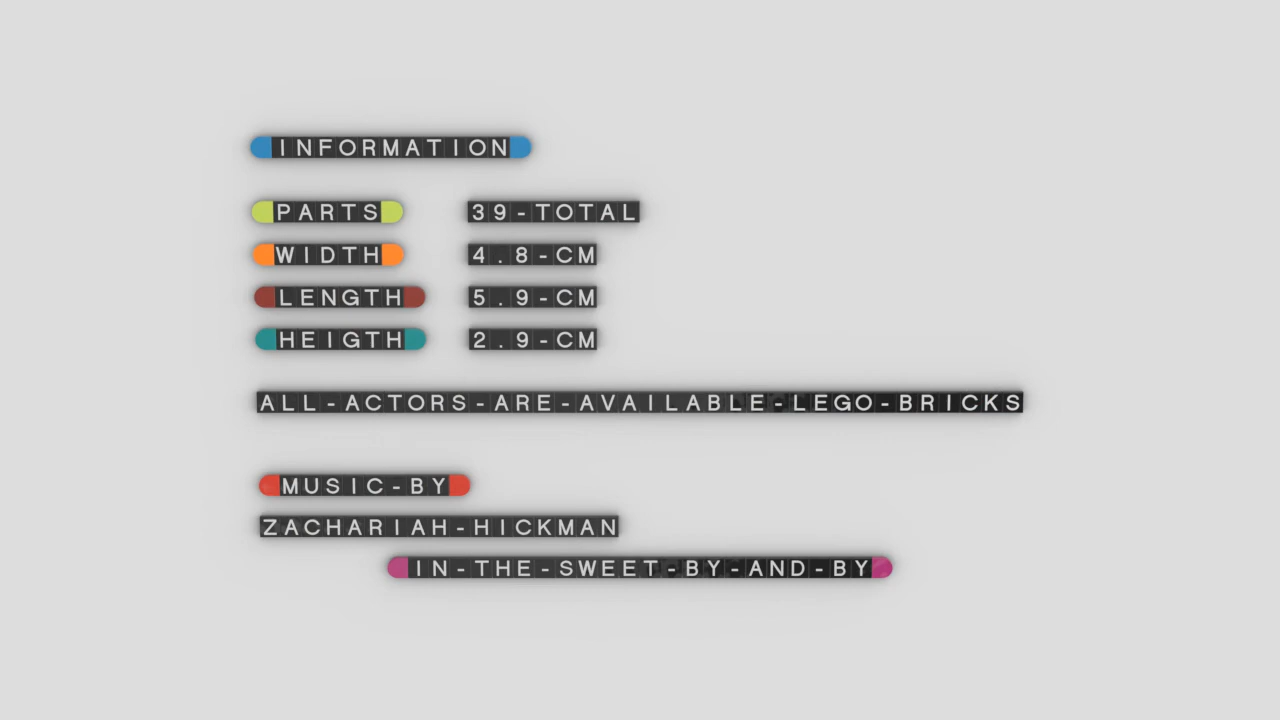 INFORMATION
PARTS 39-TOTAL
WIDTH 4.8-CM
LENGTH 5.9-CM
HEIGTH 2.9-CM
ALL-ACTORS-ARE-AVAILABLE-LEGO-BRICKS
MUSIC-BY
ZACHARIAH-HICKMAN
IN-THE-SWEET-BY-AND-BY